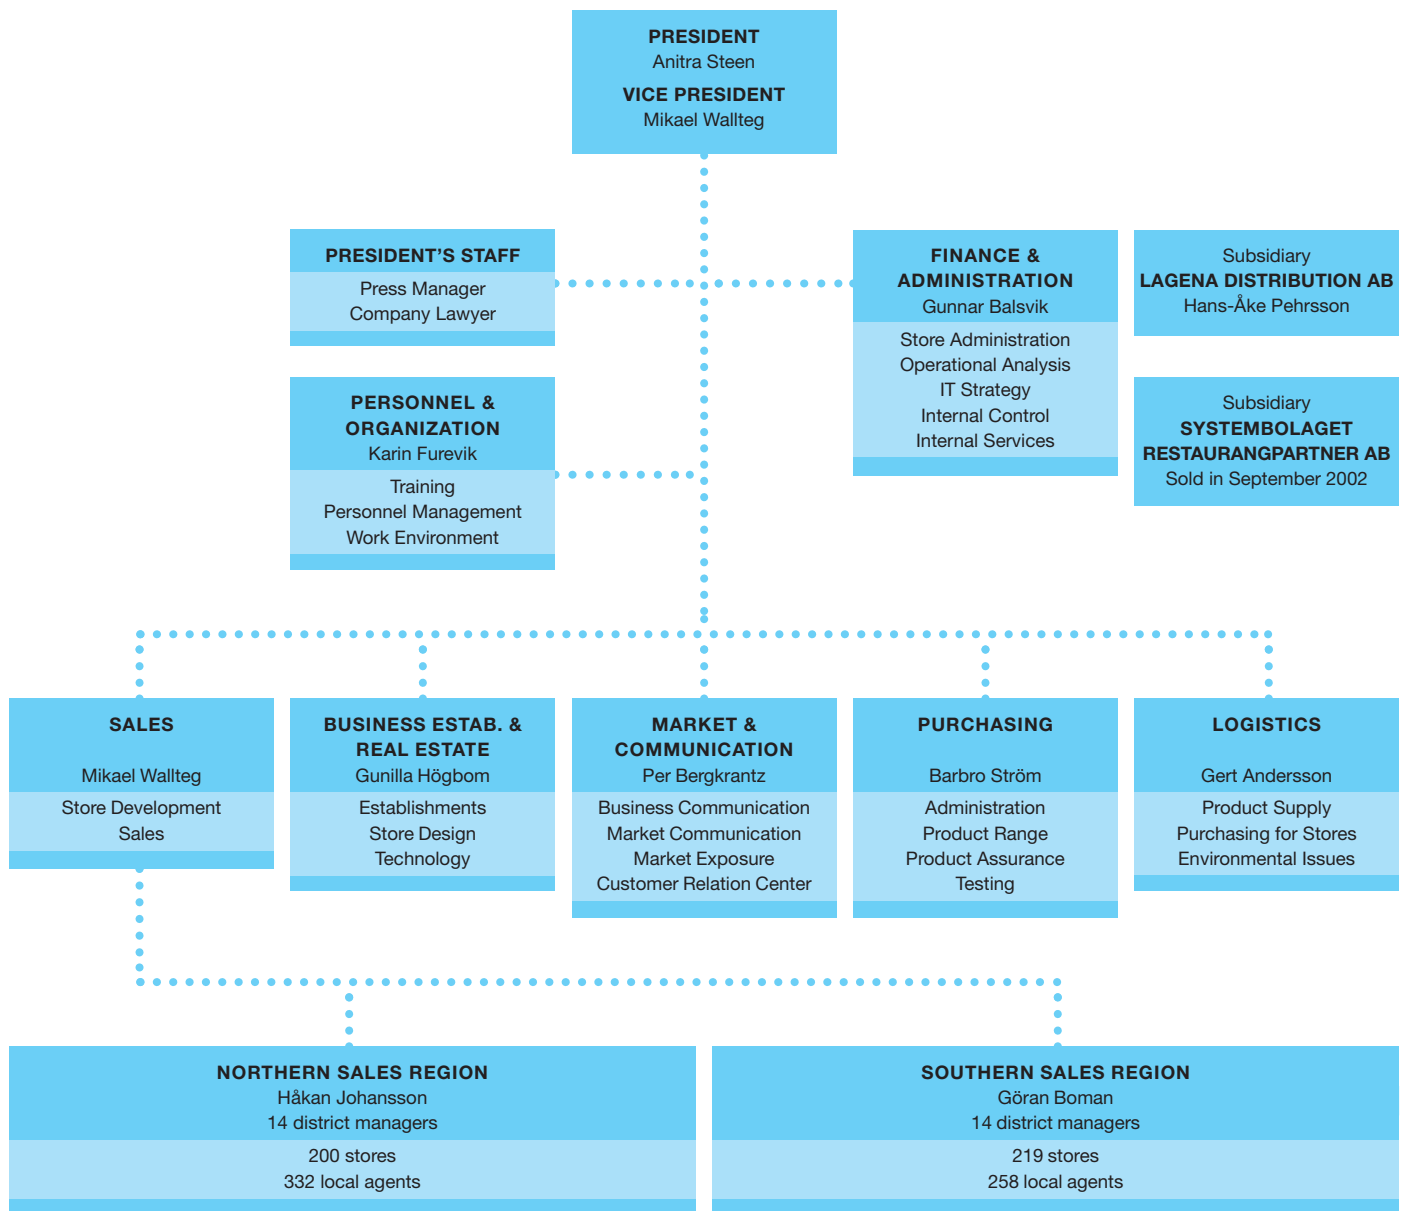 PRESIDENT
Anitra Steen
VICE PRESIDENT
Mikael Wallteg
PRESIDENT’S STAFF
Press Manager
Company Lawyer
FINANCE &
ADMINISTRATION
Gunnar Balsvik
Store Administration
Operational Analysis
IT Strategy
Internal Control
Internal Services
Subsidiary
LAGENA DISTRIBUTION AB
Hans-Åke Pehrsson
PERSONNEL &
ORGANIZATION
Karin Furevik
Training
Personnel Management
Work Environment
Subsidiary
SYSTEMBOLAGET
RESTAURANGPARTNER AB
Sold in September 2002
SALES
Mikael Wallteg
Store Development
Sales
BUSINESS ESTAB. &
REAL ESTATE
Gunilla Högbom
Establishments
Store Design
Technology
MARKET &
COMMUNICATION
Per Bergkrantz
Business Communication
Market Communication
Market Exposure
Customer Relation Center
PURCHASING
Barbro Ström
Administration
Product Range
Product Assurance
Testing
LOGISTICS
Gert Andersson
Product Supply
Purchasing for Stores
Environmental Issues
NORTHERN SALES REGION
Håkan Johansson
14 district managers
200 stores
332 local agents
SOUTHERN SALES REGION
Göran Boman
14 district managers
219 stores
258 local agents